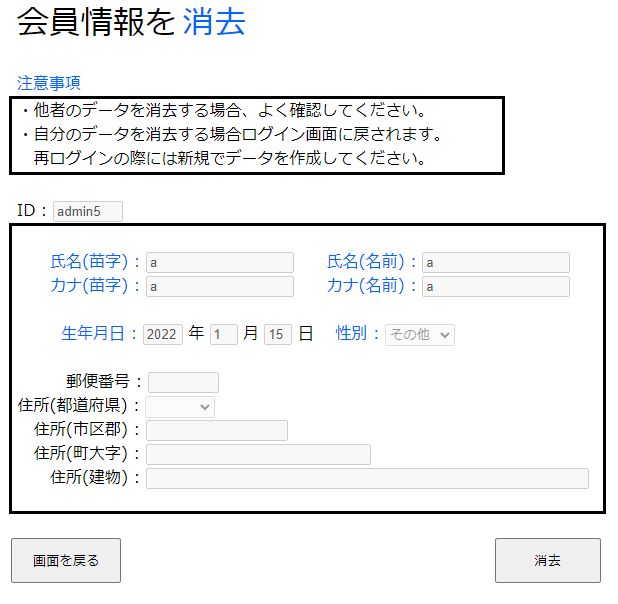 会員情報を 消去
注意事項
・他者のデータを消去する場合、よく確認してください。
・自分のデータを消去する場合ログイン画面に戻されます。
再ログインの際には新規でデータを作成してください。
ID : admin5
氏名(苗字) : a 氏名(名前) : a
カナ(苗字) : a カナ(名前) : a
生年月日 : 2022 年 1 月 15 日 性別 : その他
郵便番号 :
住所(都道府県) :
住所(市区郡) :
住所(町大字) :
住所(建物) :
画面を戻る 消去